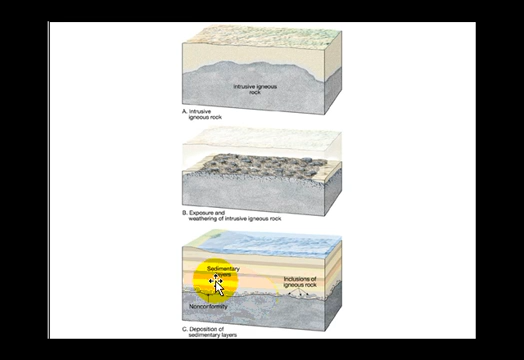 Intrusive igneous
rock
A. Intrusive
igneous rock
B. Exposure and
weathering of intrusive igneous rock
Sedimentary
layers
Inclusions of
igneous rock
Nonconformity
C. Deposition of
sedimentary layers